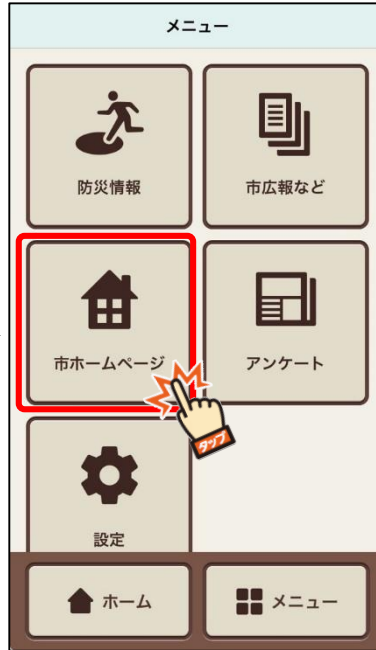 メニュー
防災情報
市広報など
市ホームページ
アンケート
タップ
設定
ホーム
メニュー